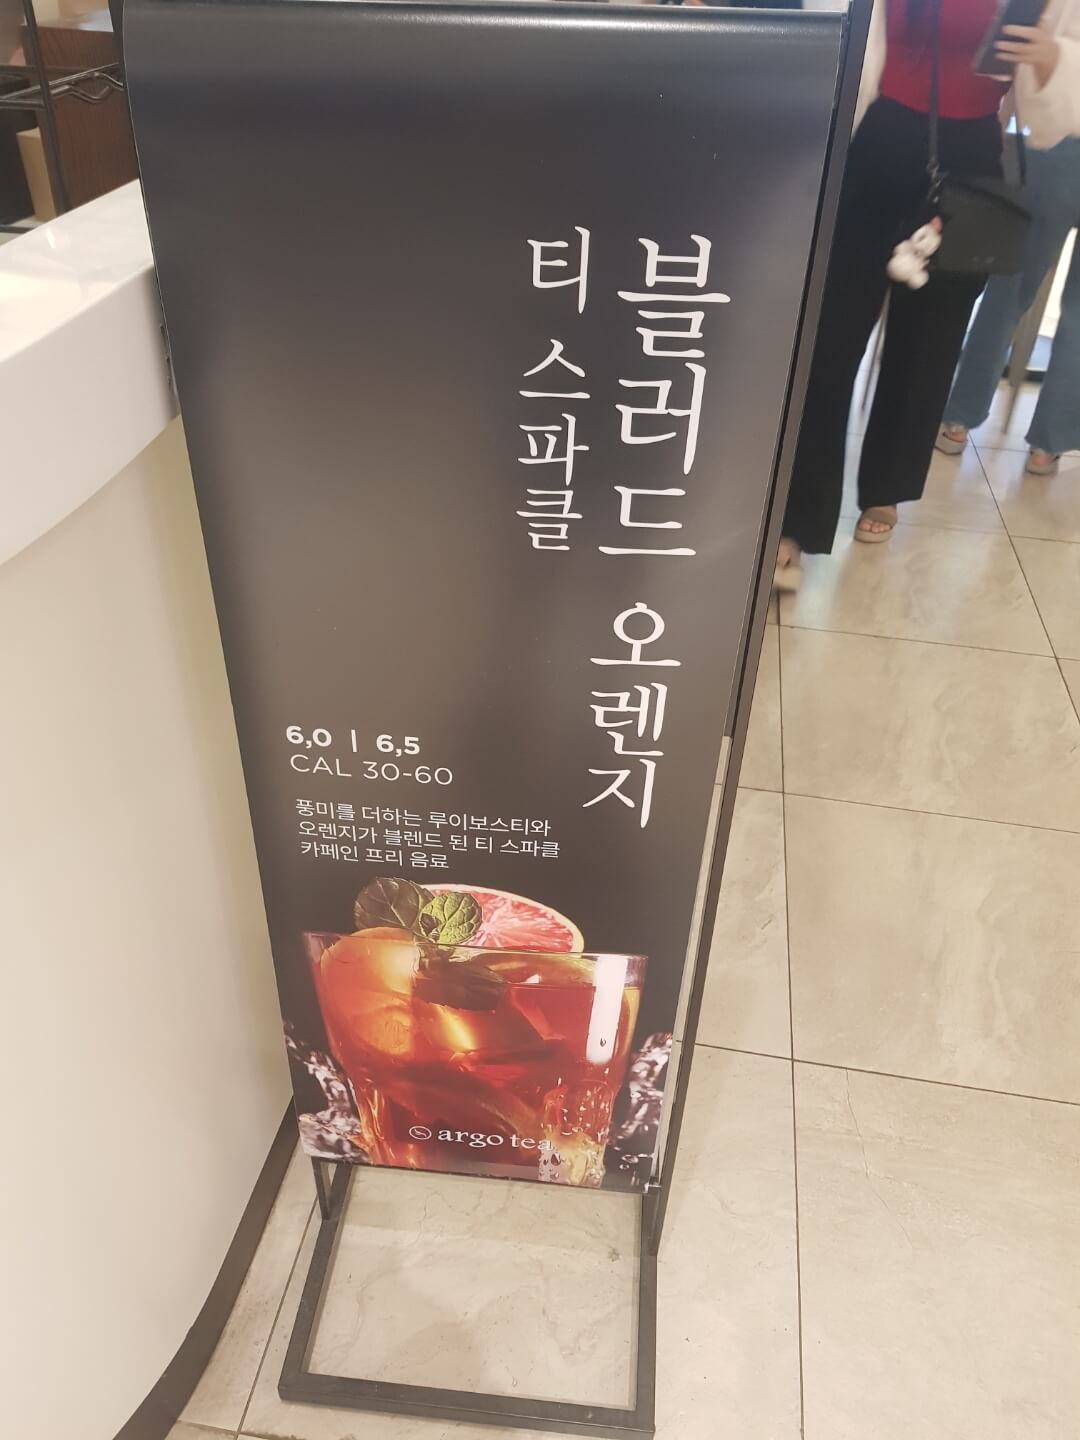 블러드 오렌지
티 스파클
6,0 | 6,5
CAL 30-60
풍미를 더하는 루이보스티와
오렌지가 블렌드 된 티 스파클
카페인 프리 음료
argo tea